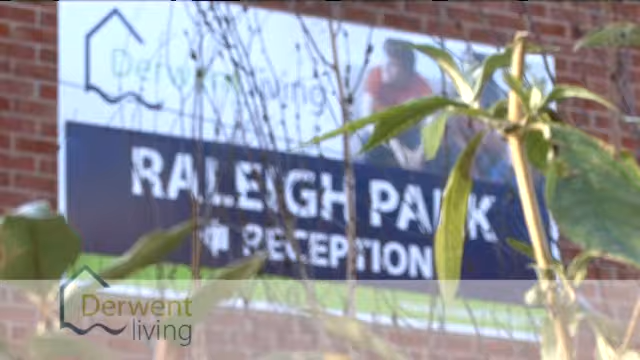 Derwent living
RALEIGH PARK
RECEPTION
Derwent
living